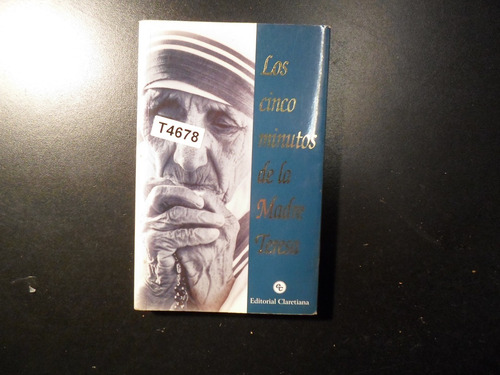 T4678
Los
cinco
minutos
de la
Madre
Teresa
Editorial Claretiana